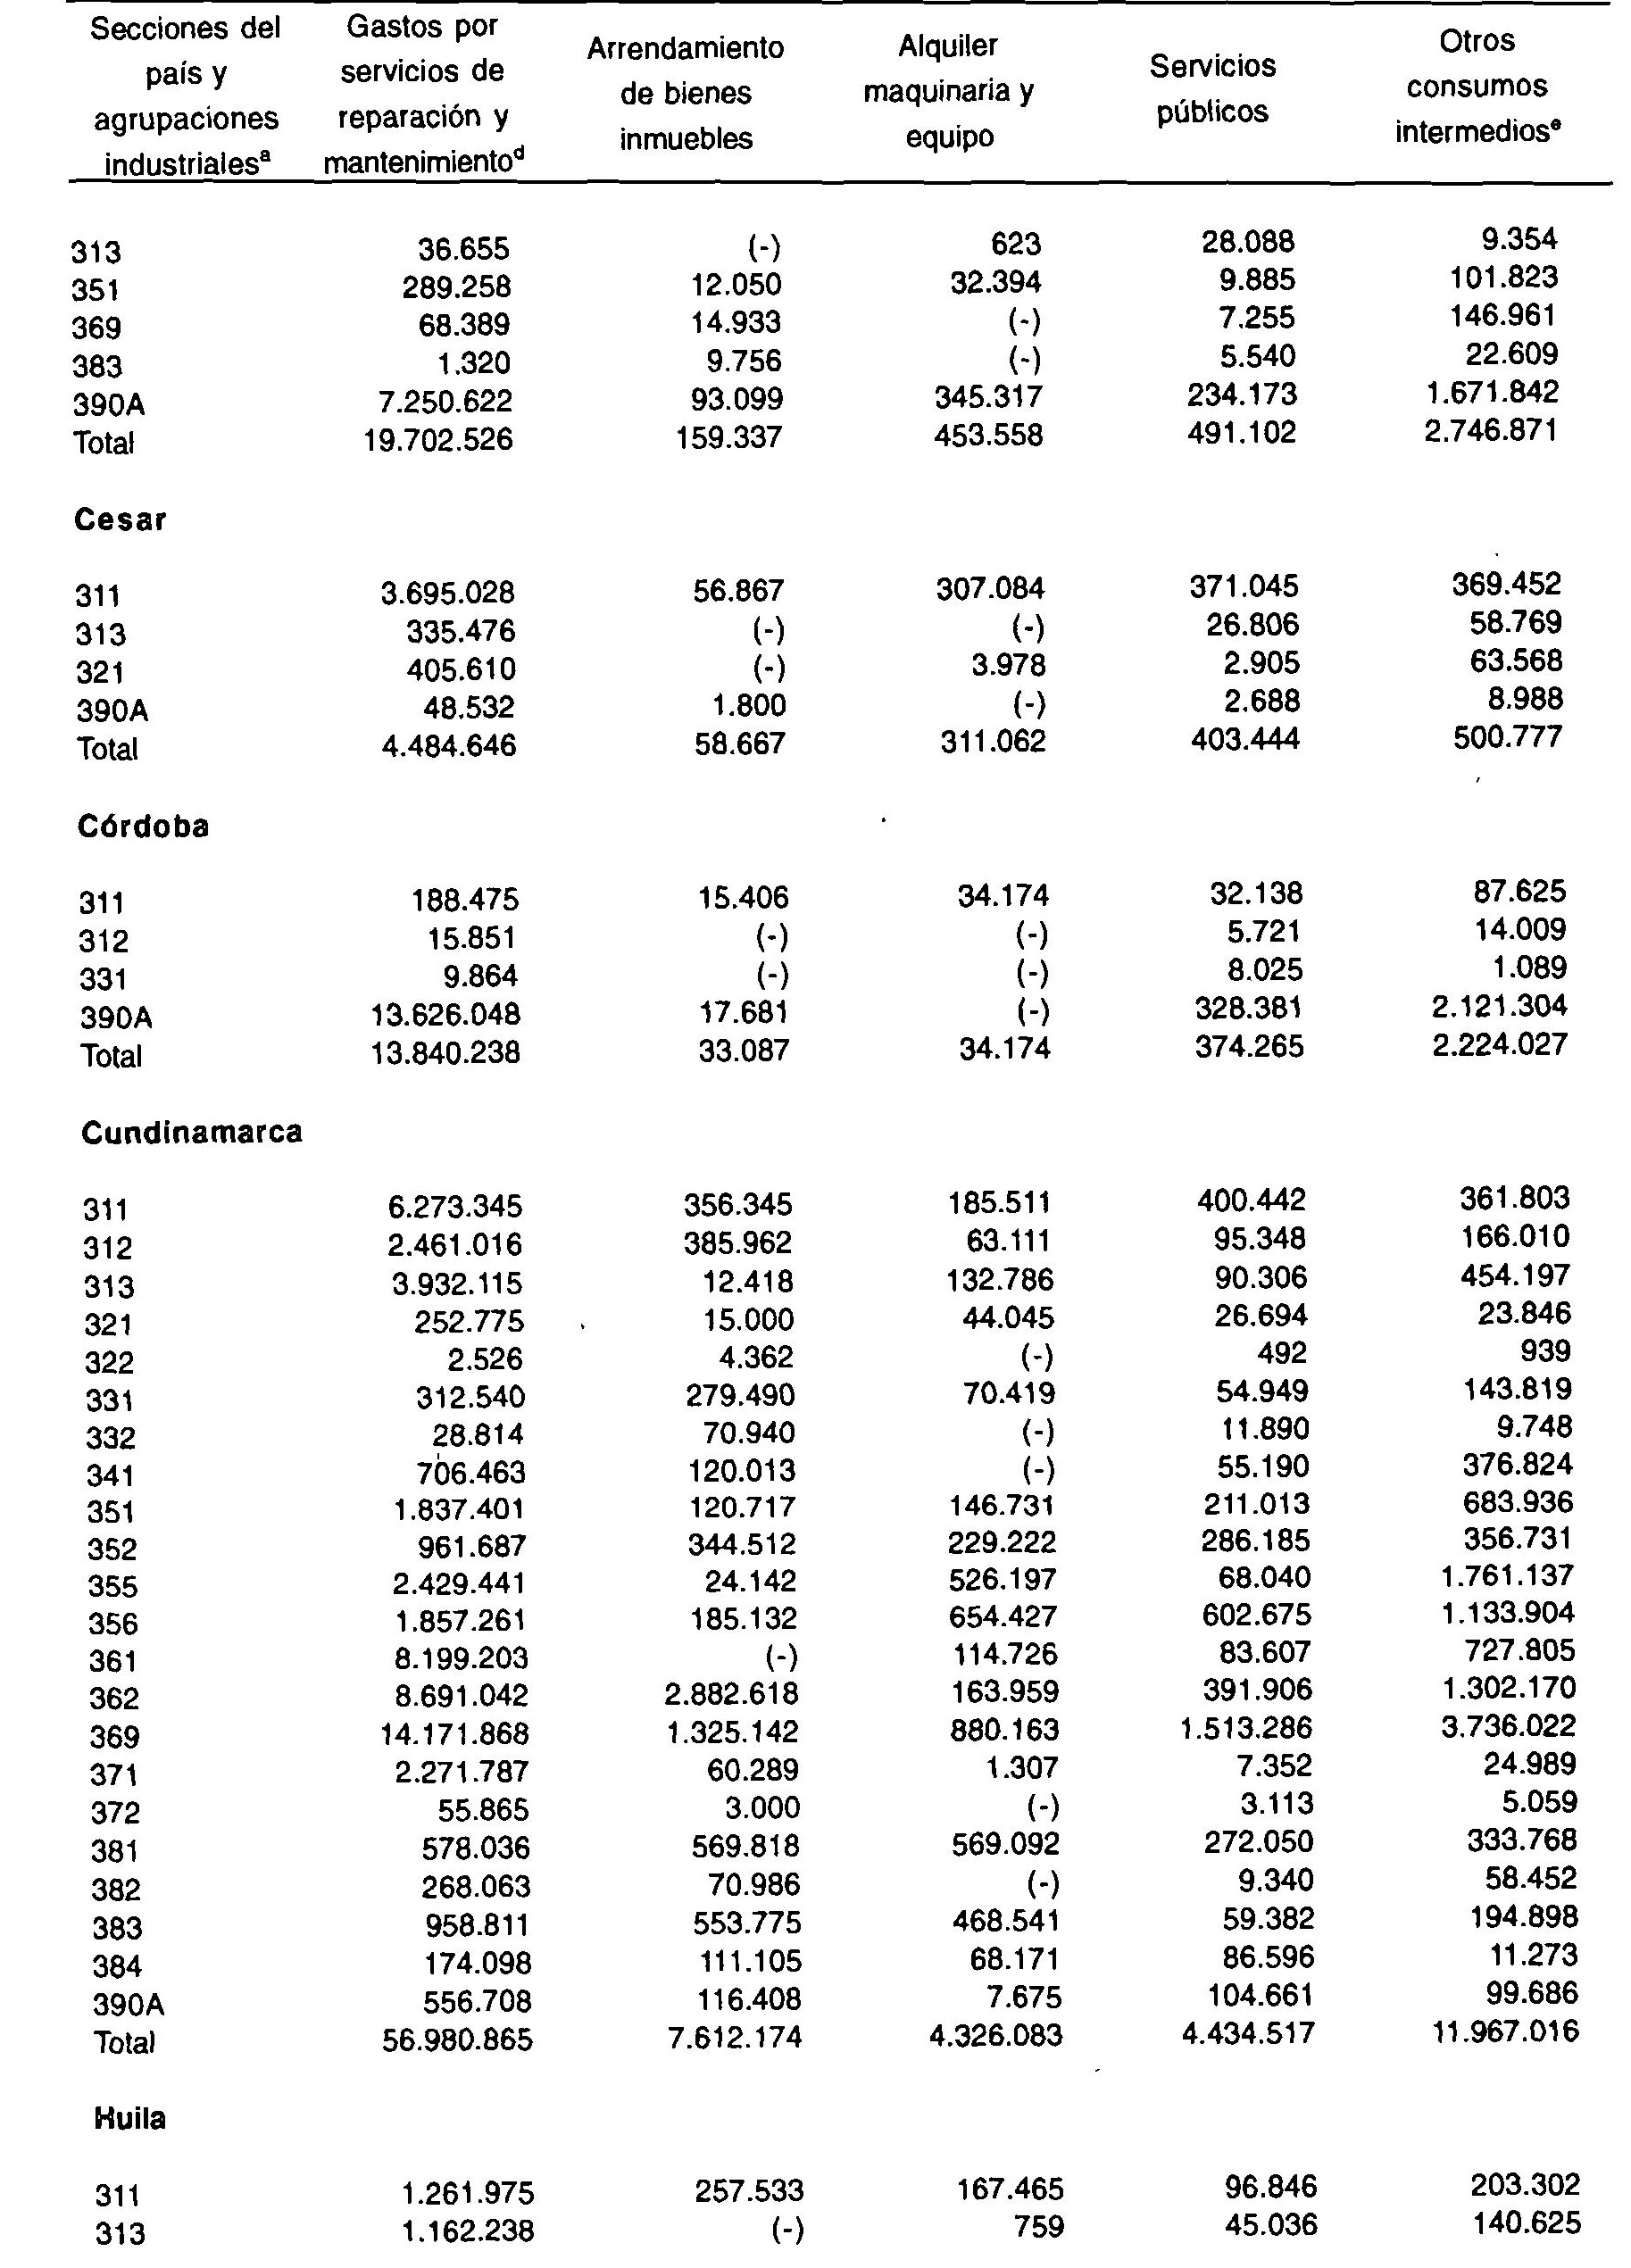 Secciones del país y agrupaciones industrialesª Gastos por servicios de reparación y mantenimientoᵈ Arrendamiento de bienes inmuebles Alquiler maquinaria y equipo Servicios públicos Otros consumos intermediosᵉ
313 36.655 (-) 623 28.088 9.354
351 289.258 12.050 32.394 9.885 101.823
369 68.389 14.933 (-) 7.255 146.961
383 1.320 9.756 (-) 5.540 22.609
390A 7.250.622 93.099 345.317 234.173 1.671.842
Total 19.702.526 159.337 453.558 491.102 2.746.871
Cesar
311 3.695.028 56.867 307.084 371.045 369.452
313 335.476 (-) (-) 26.806 58.769
321 405.610 (-) 3.978 2.905 63.568
390A 48.532 1.800 (-) 2.688 8.988
Total 4.484.646 58.667 311.062 403.444 500.777
Córdoba
311 188.475 15.406 34.174 32.138 87.625
312 15.851 (-) (-) 5.721 14.009
331 9.864 (-) (-) 8.025 1.089
390A 13.626.048 17.681 (-) 328.381 2.121.304
Total 13.840.238 33.087 34.174 374.265 2.224.027
Cundinamarca
311 6.273.345 356.345 185.511 400.442 361.803
312 2.461.016 385.962 63.111 95.348 166.010
313 3.932.115 12.418 132.786 90.306 454.197
321 252.775 15.000 44.045 26.694 23.846
322 2.526 4.362 (-) 492 939
331 312.540 279.490 70.419 54.949 143.819
332 28.814 70.940 (-) 11.890 9.748
341 706.463 120.013 (-) 55.190 376.824
351 1.837.401 120.717 146.731 211.013 683.936
352 961.687 344.512 229.222 286.185 356.731
355 2.429.441 24.142 526.197 68.040 1.761.137
356 1.857.261 185.132 654.427 602.675 1.133.904
361 8.199.203 (-) 114.726 83.607 727.805
362 8.691.042 2.882.618 163.959 391.906 1.302.170
369 14.171.868 1.325.142 880.163 1.513.286 3.736.022
371 2.271.787 60.289 1.307 7.352 24.989
372 55.865 3.000 (-) 3.113 5.059
381 578.036 569.818 569.092 272.050 333.768
382 268.063 70.986 (-) 9.340 58.452
383 958.811 553.775 468.541 59.382 194.898
384 174.098 111.105 68.171 86.596 11.273
390A 556.708 116.408 7.675 104.661 99.686
Total 56.980.865 7.612.174 4.326.083 4.434.517 11.967.016
Huila
311 1.261.975 257.533 167.465 96.846 203.302
313 1.162.238 (-) 759 45.036 140.625